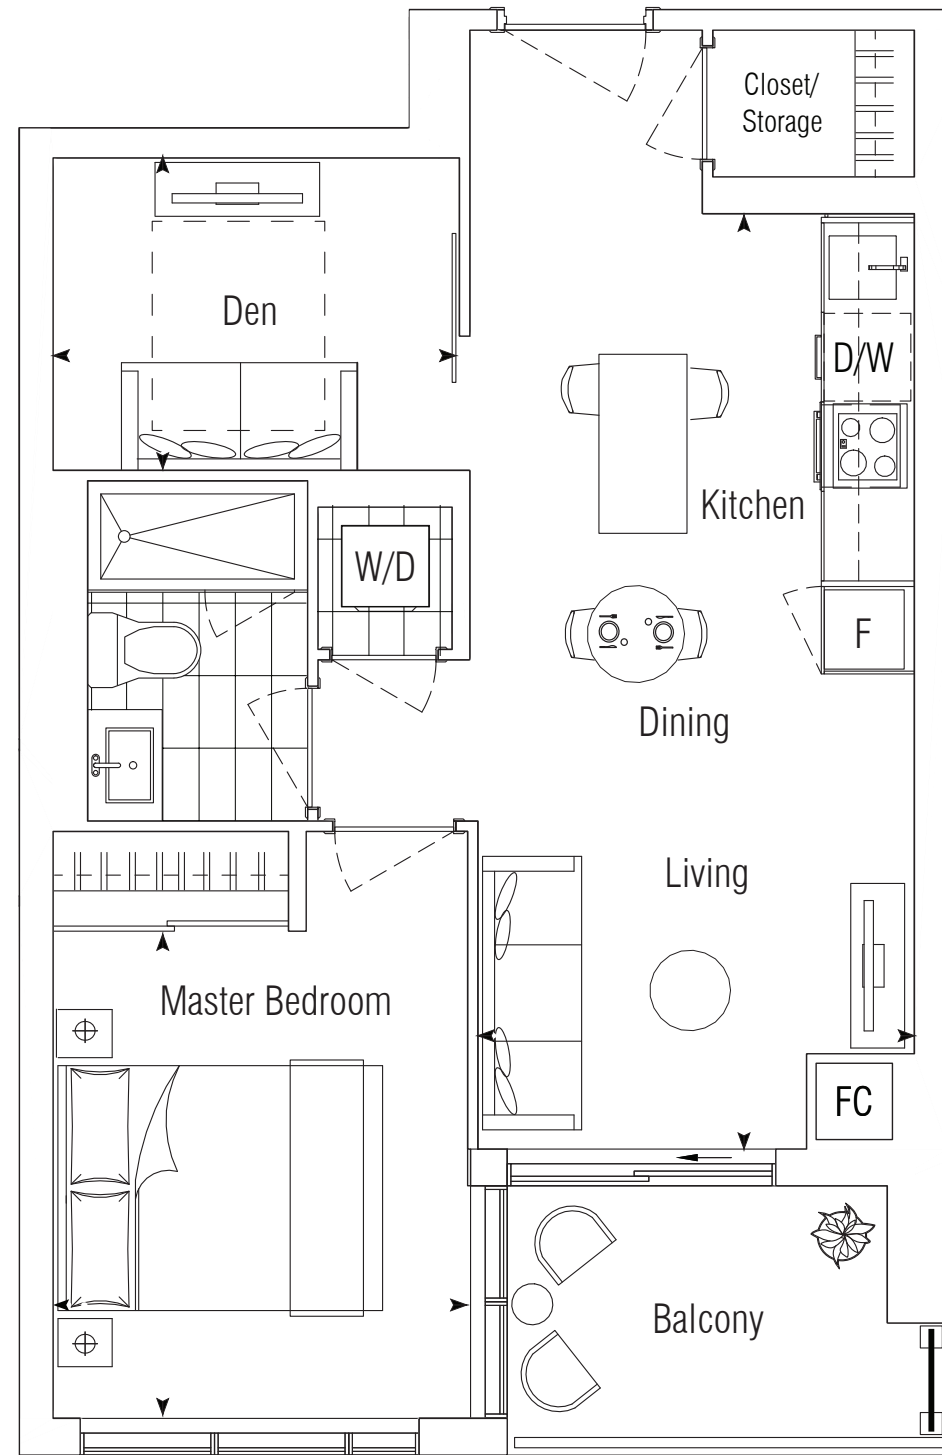 Closet/
Storage
Den
D/W
Kitchen
W/D
F
Dining
Living
Master Bedroom
FC
Balcony